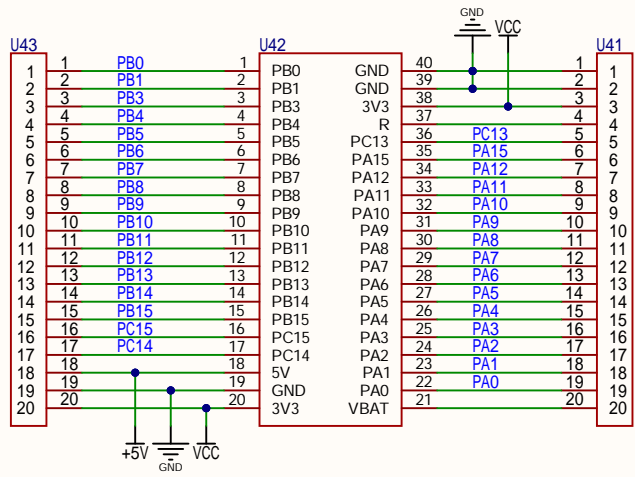 GND
VCC
U43 U42 U41
1 1 PB0 1 PB0 GND 40 1 1
2 2 PB1 2 PB1 GND 39 2 2
3 3 PB3 3 PB3 3V3 38 3 3
4 4 PB4 4 PB4 R 37 4 4
5 5 PB5 5 PB5 PC13 36 PC13 5 5
6 6 PB6 6 PB6 PA15 35 PA15 6 6
7 7 PB7 7 PB7 PA12 34 PA12 7 7
8 8 PB8 8 PB8 PA11 33 PA11 8 8
9 9 PB9 9 PB9 PA10 32 PA10 9 9
10 10 PB10 10 PB10 PA9 31 PA9 10 10
11 11 PB11 11 PB11 PA8 30 PA8 11 11
12 12 PB12 12 PB12 PA7 29 PA7 12 12
13 13 PB13 13 PB13 PA6 28 PA6 13 13
14 14 PB14 14 PB14 PA5 27 PA5 14 14
15 15 PB15 15 PB15 PA4 26 PA4 15 15
16 16 PC15 16 PC15 PA3 25 PA3 16 16
17 17 PC14 17 PC14 PA2 24 PA2 17 17
18 18 18 5V PA1 23 PA1 18 18
19 19 19 GND PA0 22 PA0 19 19
20 20 20 3V3 VBAT 21 20 20
+5V GND VCC